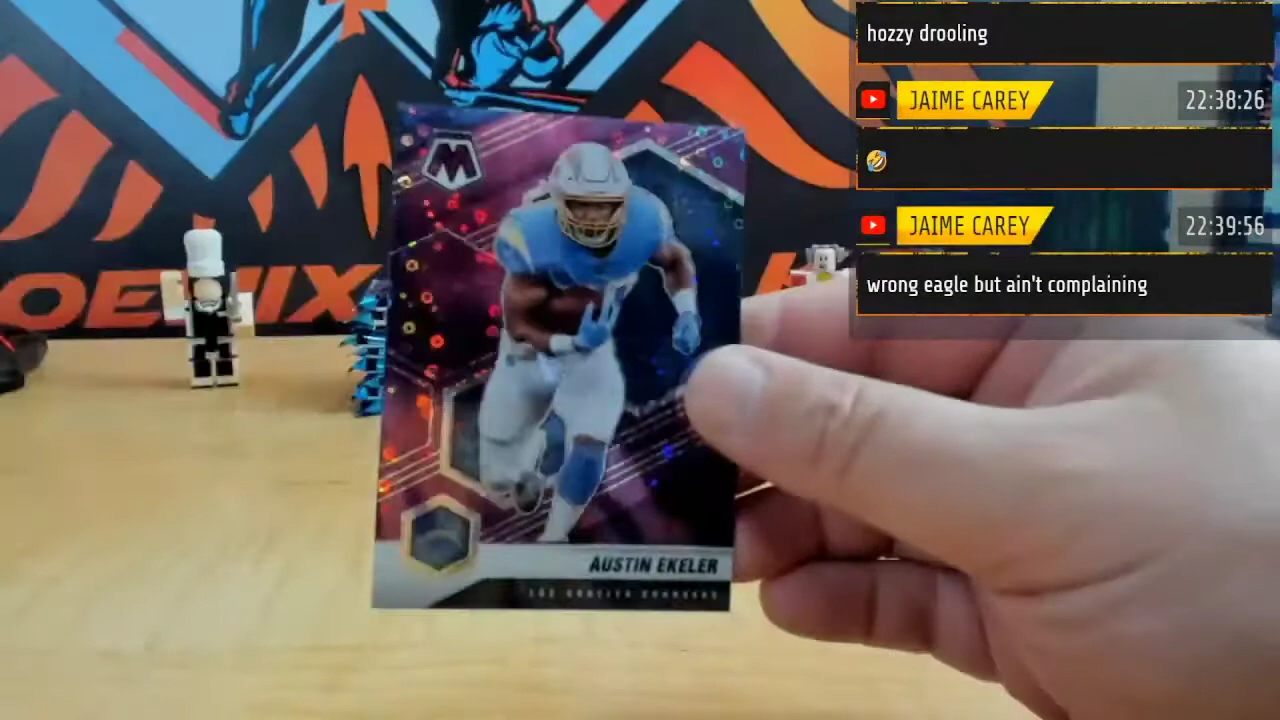 hozzy drooling
JAIME CAREY
22:38:26
🤣
JAIME CAREY
22:39:56
wrong eagle but ain't complaining
OENIX
M
AUSTIN EKELER
LOS ANGELES CHARGERS